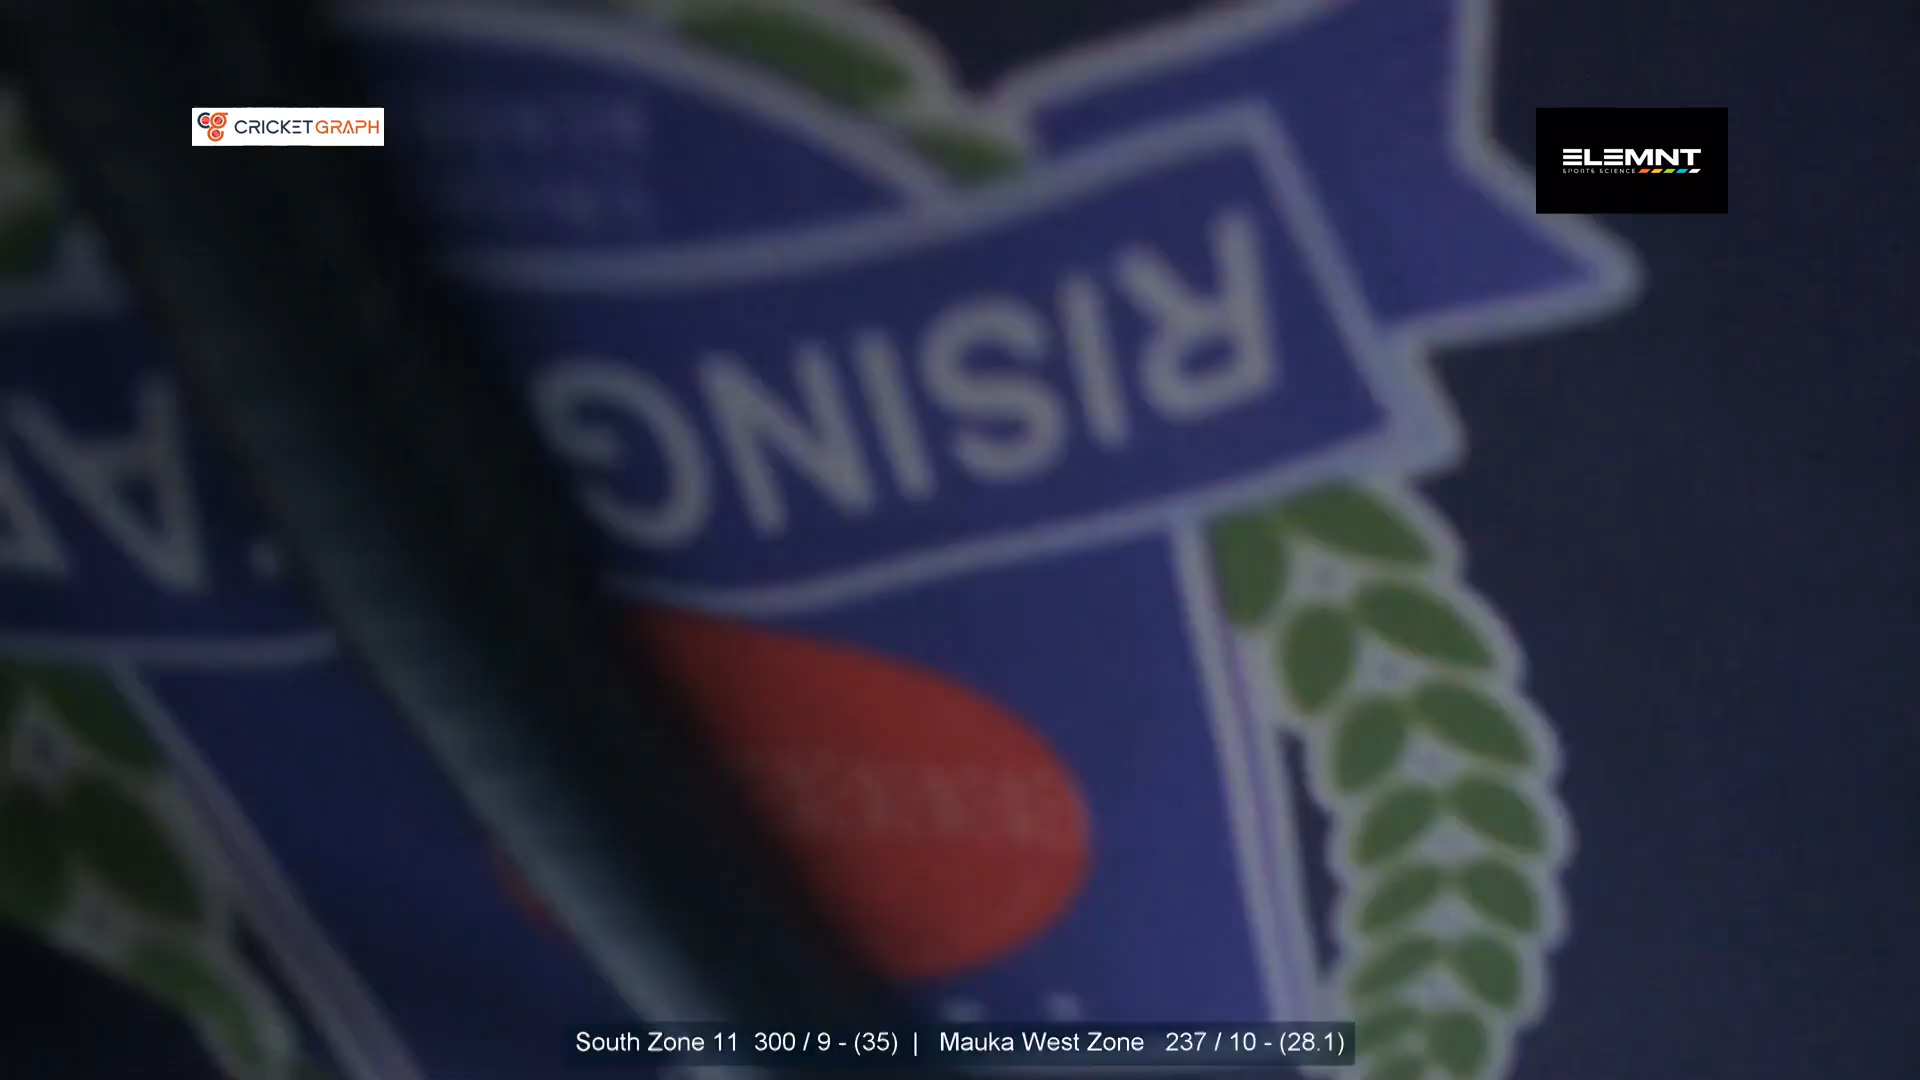 CRICKETGRAPH
ELEMNT
SPORTS SCIENCE
RISING
South Zone 11 300 / 9 - (35) | Mauka West Zone 237 / 10 - (28.1)